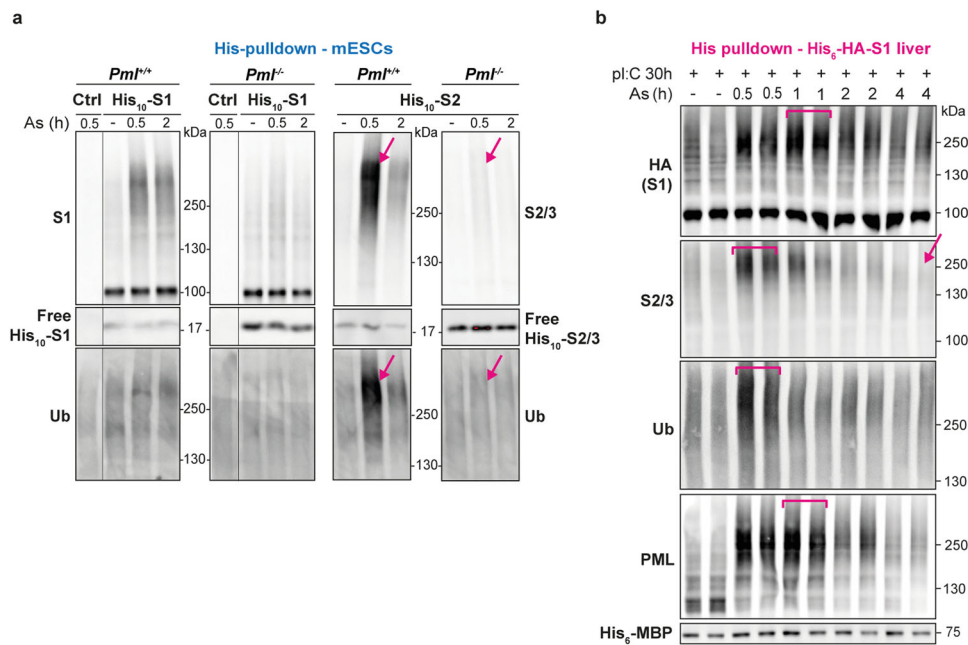 a
His-pulldown - mESCs
Pml+/+ Pml-/- Pml+/+ Pml-/-
Ctrl His10-S1 Ctrl His10-S1 His10-S2
As (h) 0.5 - 0.5 2 0.5 - 0.5 2 - 0.5 2 - 0.5 2
kDa kDa
S1 250 130 100 250 130 S2/3
Free His10-S1 17 17 Free His10-S2/3
Ub 250 130 250 130 Ub
b
His pulldown - His6-HA-S1 liver
pI:C 30h + + + + + + + + + +
As (h) - - 0.5 0.5 1 1 2 2 4 4
kDa
HA (S1) 250 130 100
S2/3 250 130 100
Ub 250 130
PML 250 130
His6-MBP 75